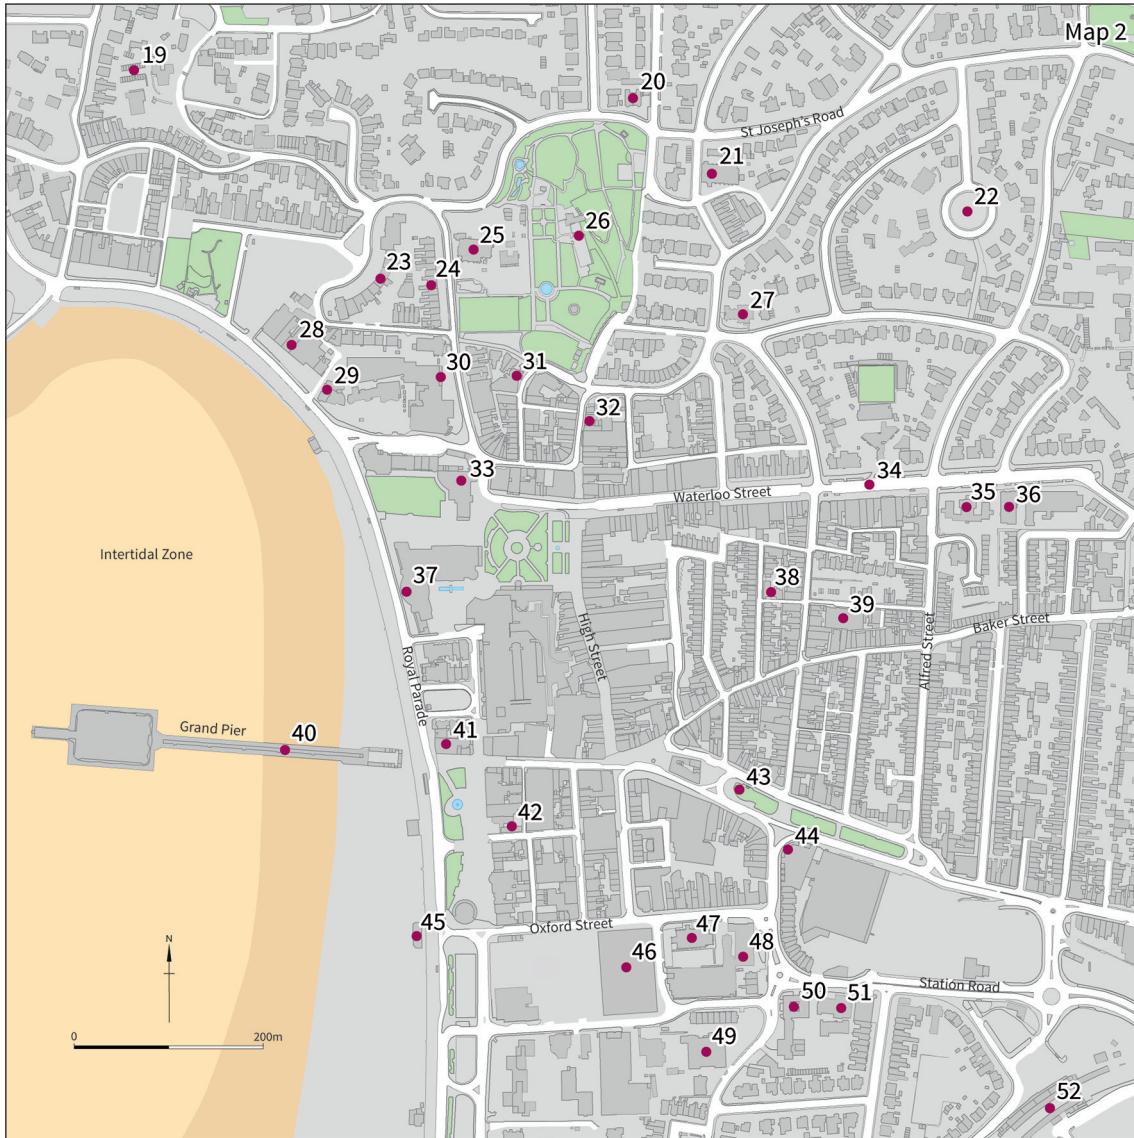 Map 2
19
20
St Joseph's Road
21
22
26
25
23
24
27
28
30
31
29
32
33
34
Waterloo Street
35
36
Intertidal Zone
37
38
39
High Street
Alfred Street
Baker Street
Royal Parade
Grand Pier
40
41
43
42
44
45
Oxford Street
46
47
48
N
Station Road
50
51
0
200m
49
52